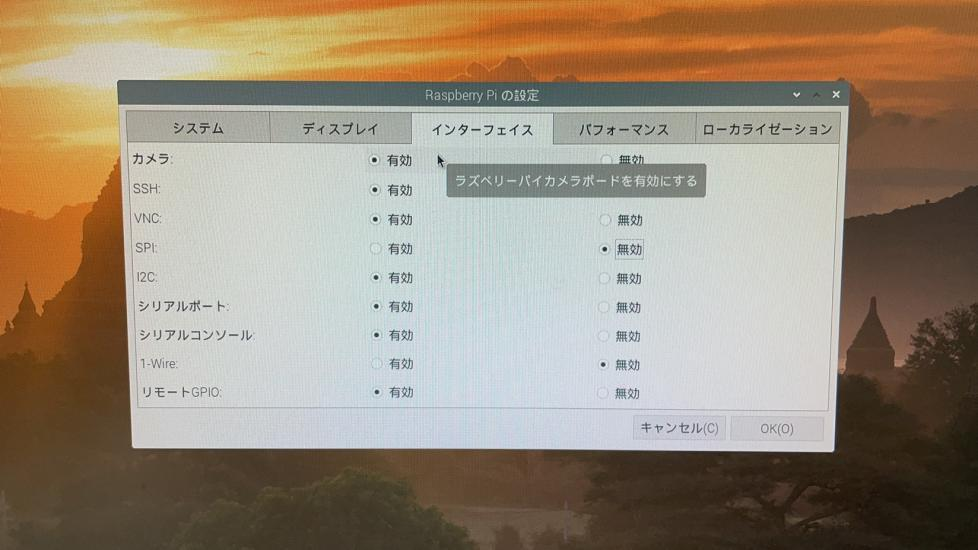 Raspberry Pi の設定
システム ディスプレイ インターフェイス パフォーマンス ローカライゼーション
カメラ: 有効 無効
ラズベリーパイカメラボードを有効にする
SSH: 有効
VNC: 有効 無効
SPI: 有効 無効
I2C: 有効 無効
シリアルポート: 有効 無効
シリアルコンソール: 有効 無効
1-Wire: 有効 無効
リモートGPIO: 有効 無効
キャンセル(C) OK(O)